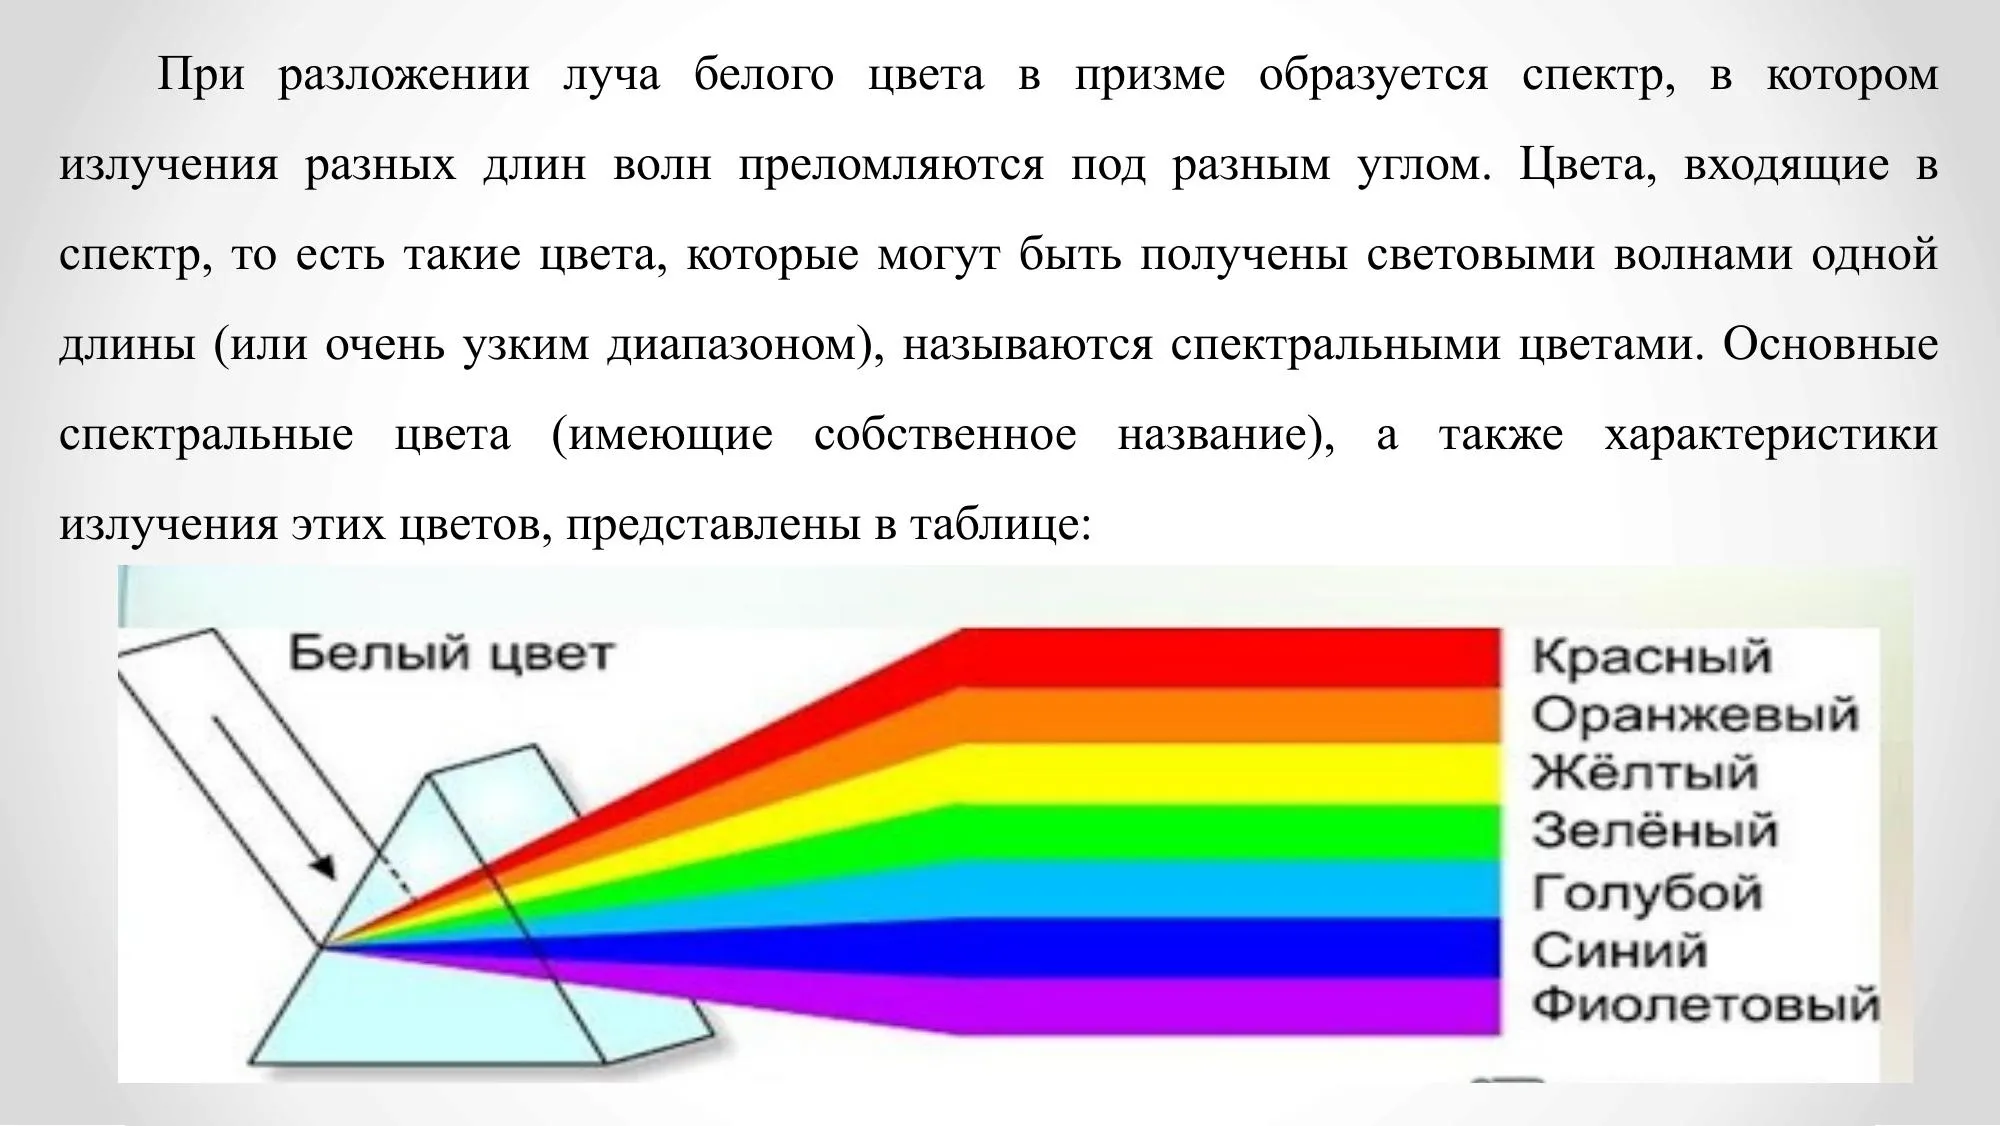 При разложении луча белого цвета в призме образуется спектр, в котором
излучения разных длин волн преломляются под разным углом. Цвета, входящие в
спектр, то есть такие цвета, которые могут быть получены световыми волнами одной
длины (или очень узким диапазоном), называются спектральными цветами. Основные
спектральные цвета (имеющие собственное название), а также характеристики
излучения этих цветов, представлены в таблице:
Белый цвет
Красный
Оранжевый
Жёлтый
Зелёный
Голубой
Синий
Фиолетовый